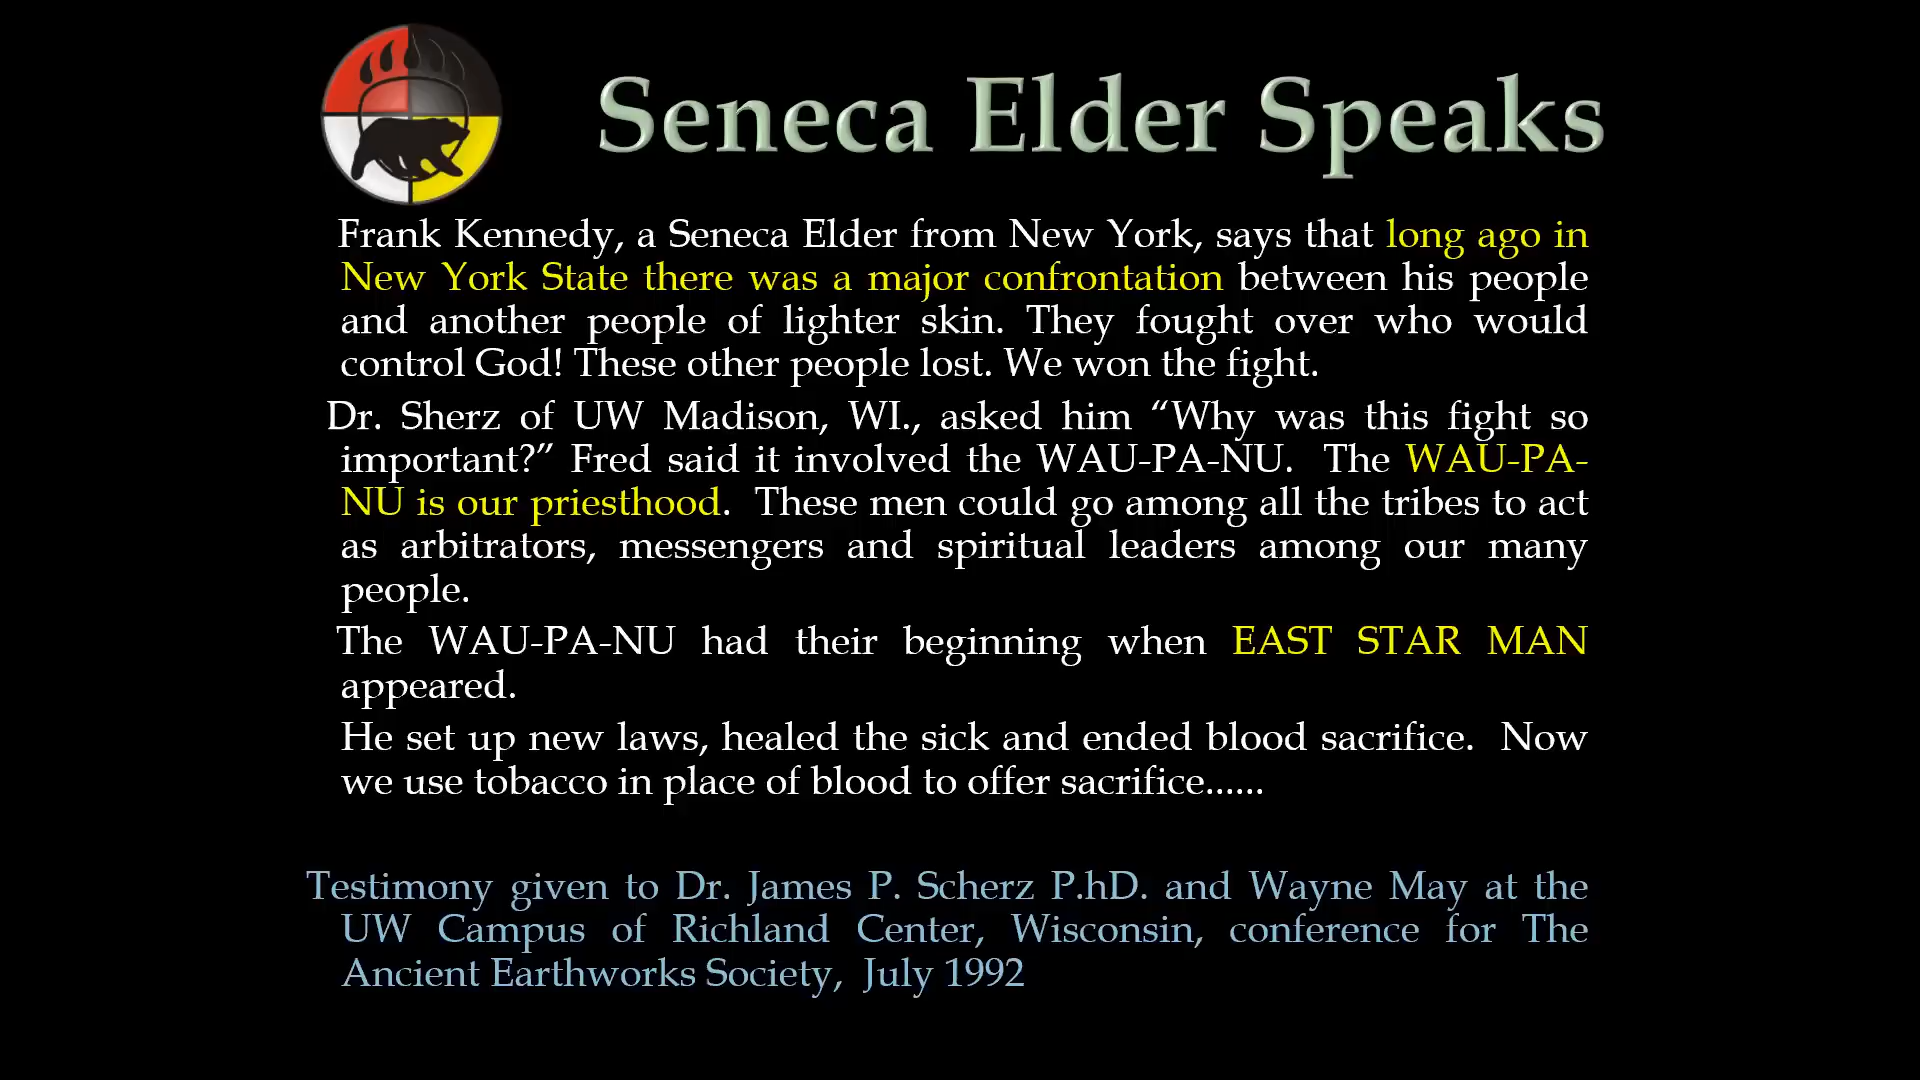 Seneca Elder Speaks
Frank Kennedy, a Seneca Elder from New York, says that long ago in
New York State there was a major confrontation between his people
and another people of lighter skin. They fought over who would
control God! These other people lost. We won the fight.
Dr. Sherz of UW Madison, WI., asked him “Why was this fight so
important?” Fred said it involved the WAU-PA-NU. The WAU-PA-
NU is our priesthood. These men could go among all the tribes to act
as arbitrators, messengers and spiritual leaders among our many
people.
The WAU-PA-NU had their beginning when EAST STAR MAN
appeared.
He set up new laws, healed the sick and ended blood sacrifice. Now
we use tobacco in place of blood to offer sacrifice......
Testimony given to Dr. James P. Scherz P.hD. and Wayne May at the
UW Campus of Richland Center, Wisconsin, conference for The
Ancient Earthworks Society, July 1992